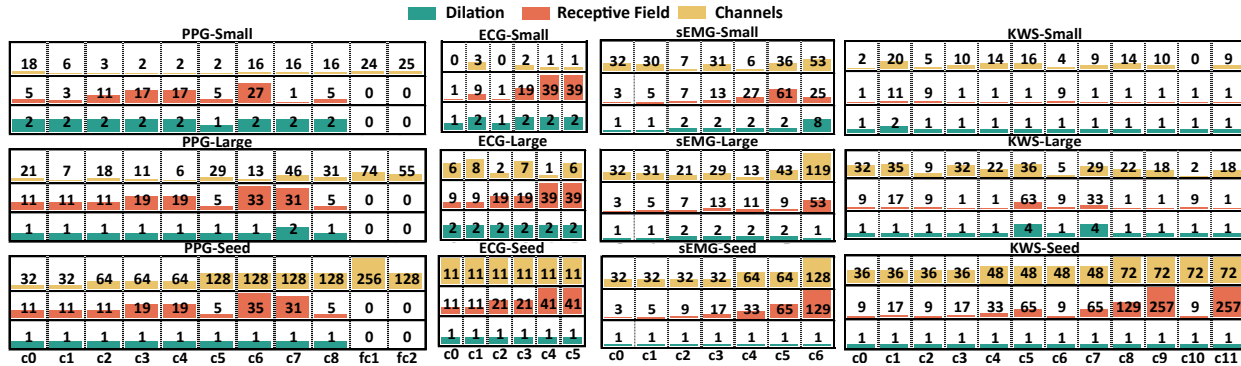 Dilation Receptive Field Channels
PPG-Small ECG-Small sEMG-Small KWS-Small
18 6 3 2 2 2 16 16 16 24 25 0 3 0 2 1 1 32 30 7 31 6 36 53 2 20 5 10 14 16 4 9 14 10 0 9
5 3 11 17 17 5 27 1 5 0 0 1 9 1 19 39 39 3 5 7 13 27 61 25 1 11 9 1 1 1 9 1 1 1 1 1
2 2 2 2 2 1 2 2 2 0 0 1 2 1 2 2 2 1 1 2 2 2 2 8 1 2 1 1 1 1 1 1 1 1 1 1
PPG-Large ECG-Large sEMG-Large KWS-Large
21 7 18 11 6 29 13 46 31 74 55 6 8 2 7 1 6 32 31 21 29 13 43 119 32 35 9 32 22 36 5 29 22 18 2 18
11 11 11 19 19 5 33 31 5 0 0 9 9 19 19 39 39 3 5 7 13 11 9 53 9 17 9 1 1 63 9 33 1 1 9 1
1 1 1 1 1 1 1 2 1 0 0 2 2 2 2 2 2 1 1 2 2 2 2 1 1 1 1 1 1 4 1 4 1 1 1 1
PPG-Seed ECG-Seed sEMG-Seed KWS-Seed
32 32 64 64 64 128 128 128 128 256 128 11 11 11 11 11 11 32 32 32 32 64 64 128 36 36 36 36 48 48 48 48 72 72 72 72
11 11 11 19 19 5 35 31 5 0 0 11 11 21 21 41 41 3 5 9 17 33 65 129 9 17 9 17 33 65 9 65 129 257 9 257
1 1 1 1 1 1 1 1 1 0 0 1 1 1 1 1 1 1 1 1 1 1 1 1 1 1 1 1 1 1 1 1 1 1 1 1
c0 c1 c2 c3 c4 c5 c6 c7 c8 fc1 fc2 c0 c1 c2 c3 c4 c5 c0 c1 c2 c3 c4 c5 c6 c0 c1 c2 c3 c4 c5 c6 c7 c8 c9 c10 c11